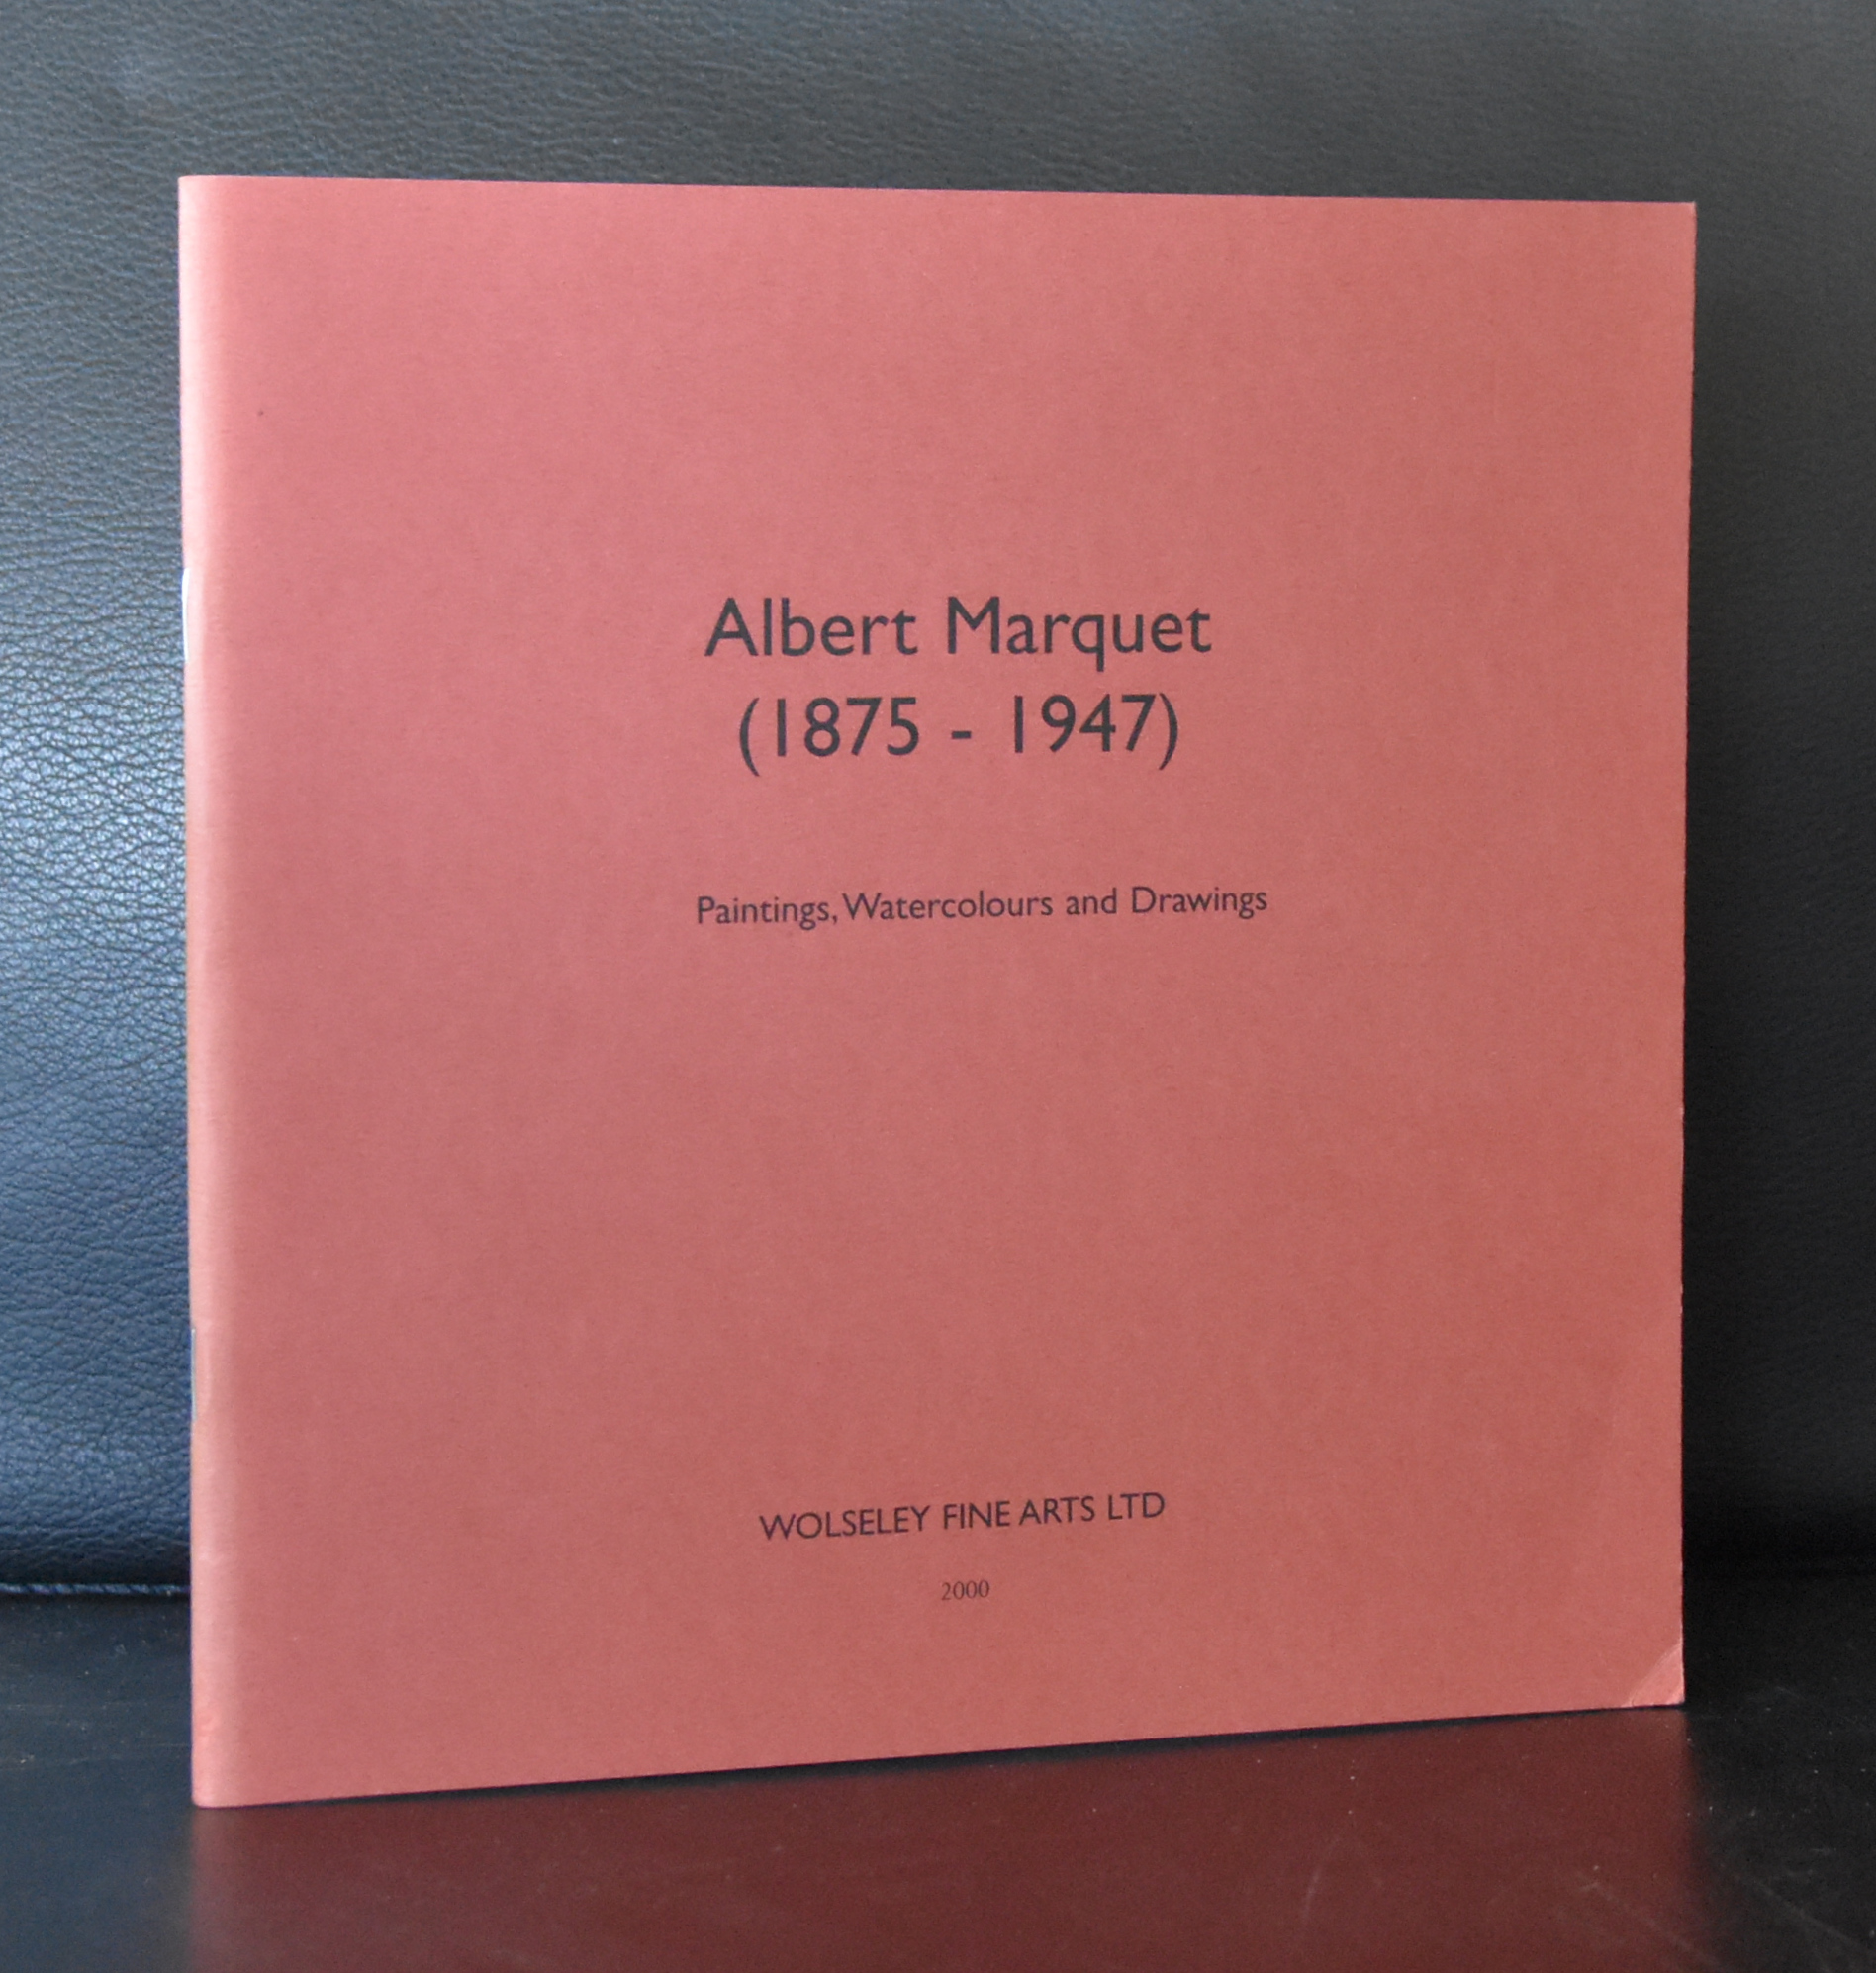 Albert Marquet
(1875 - 1947)
Paintings, Watercolours and Drawings
WOLSELEY FINE ARTS LTD
2000